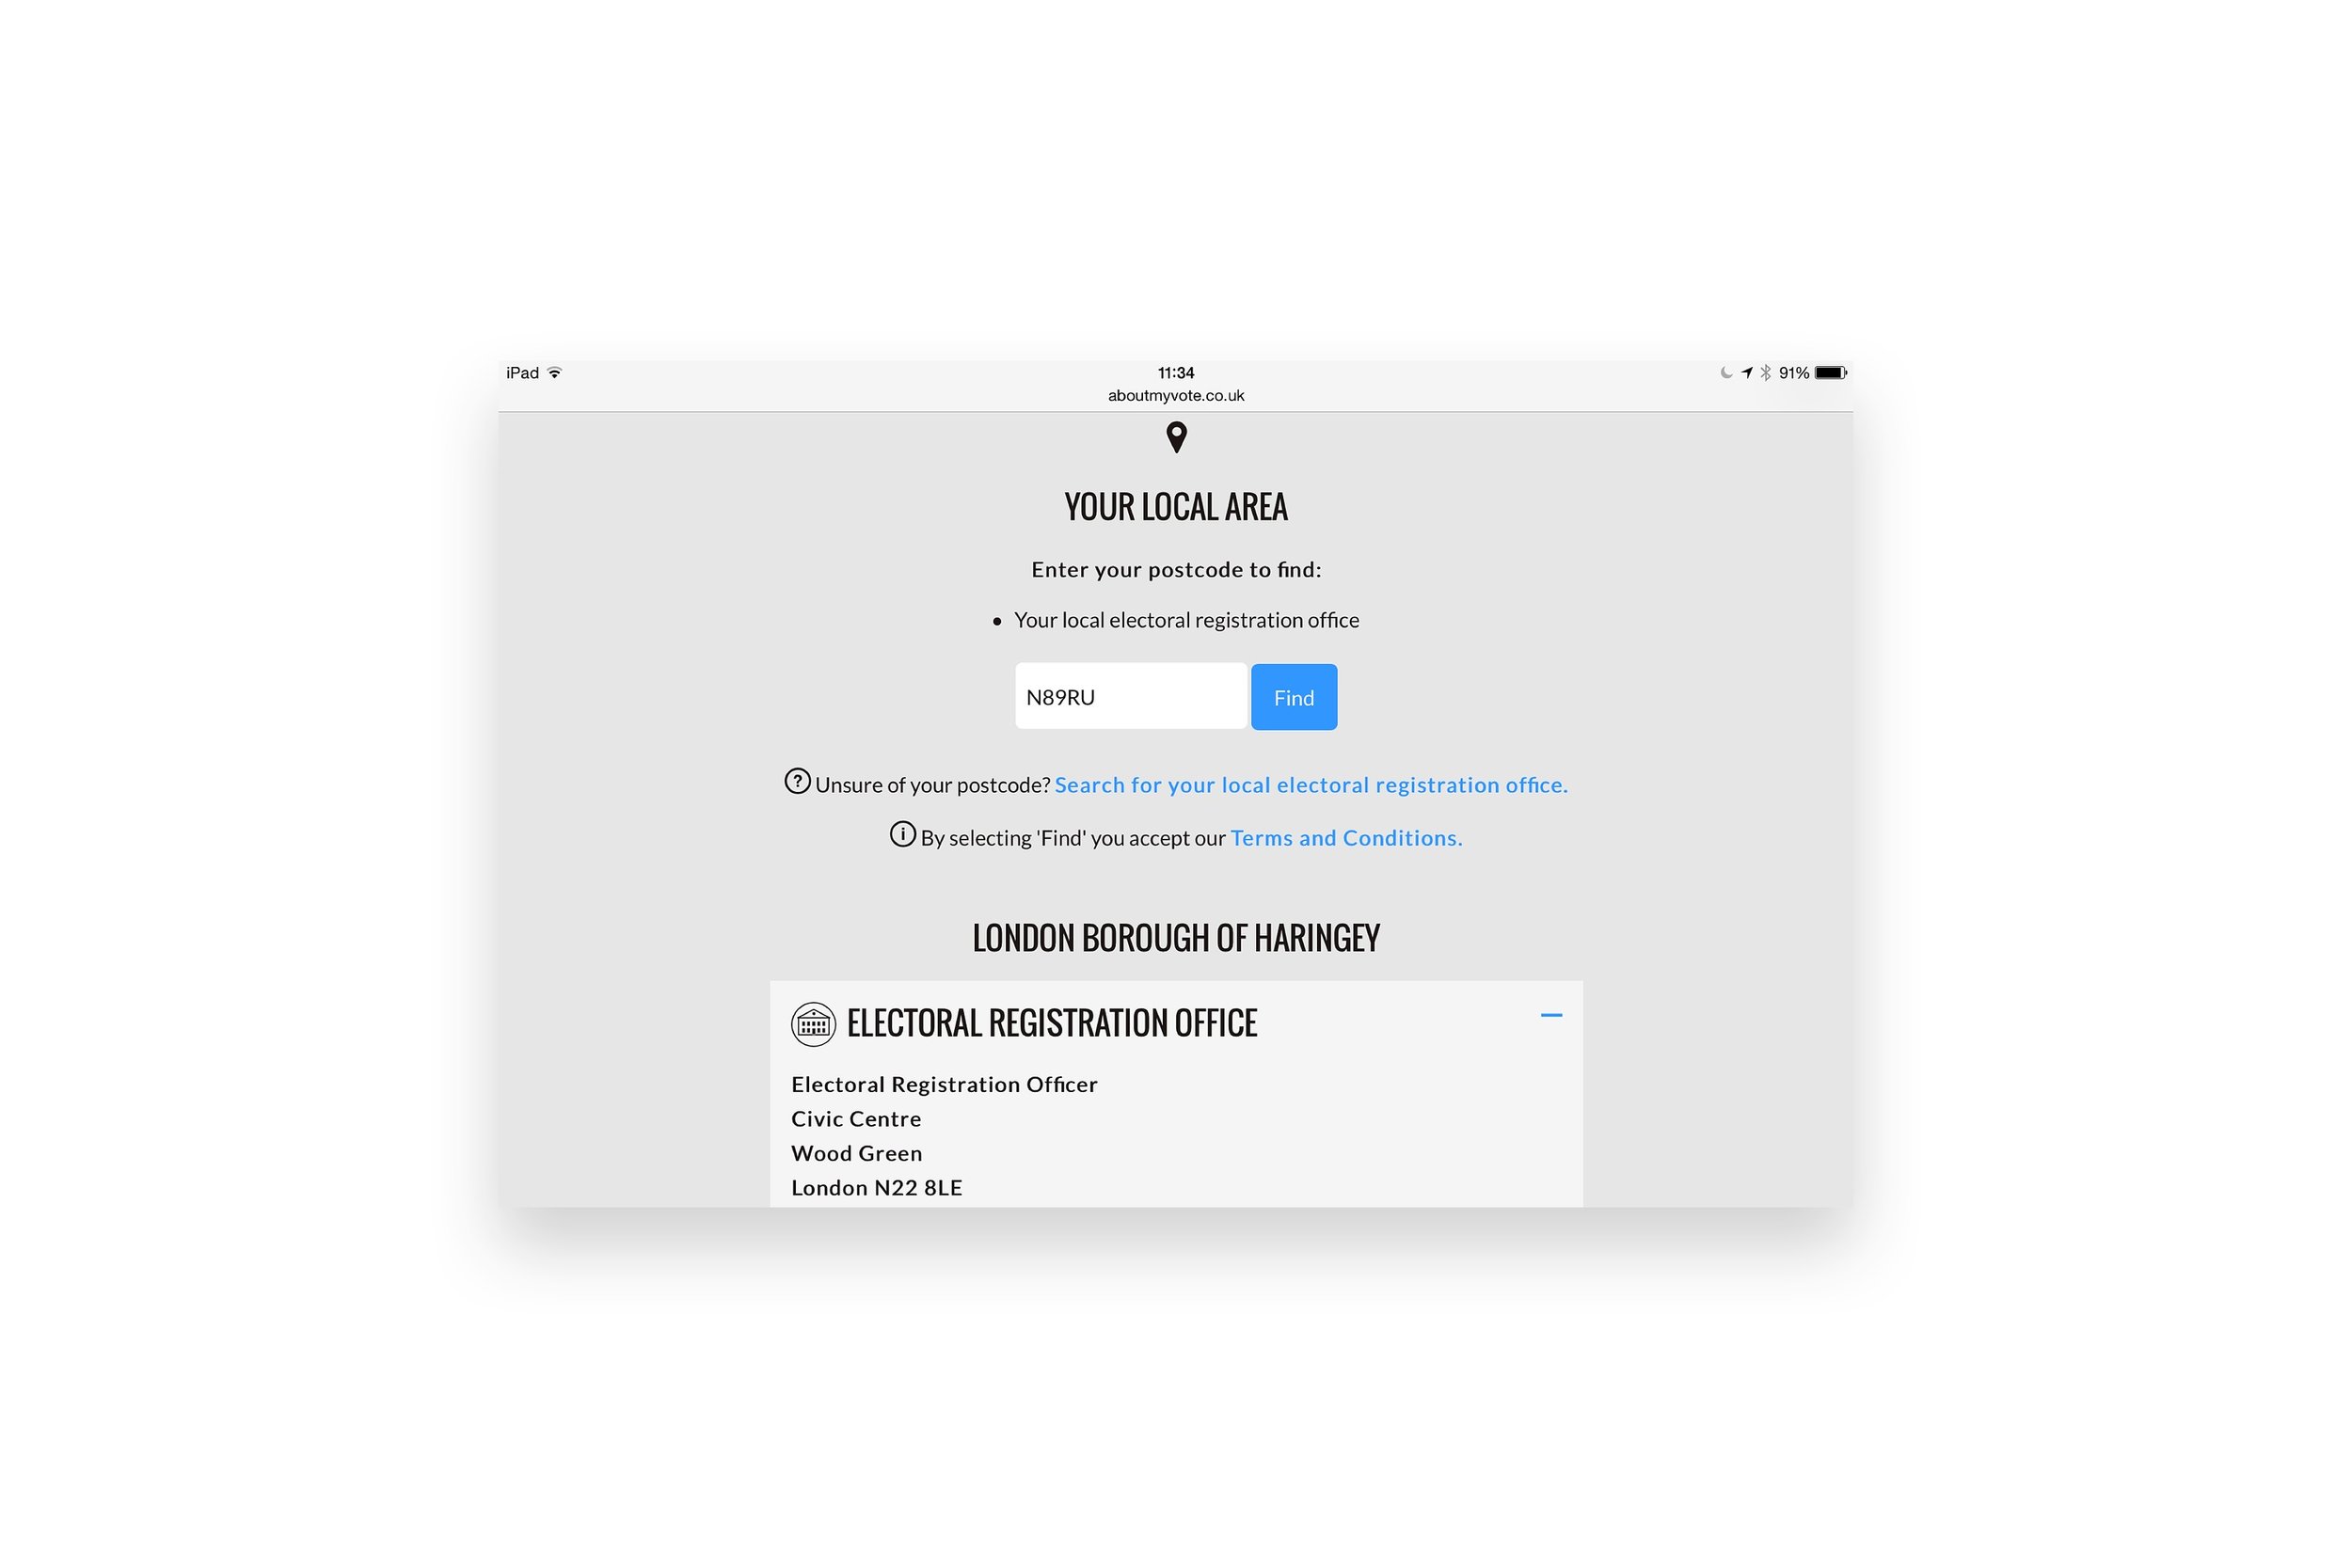 iPad 11:34 91%
aboutmyvote.co.uk
YOUR LOCAL AREA
Enter your postcode to find:
• Your local electoral registration office
N89RU Find
? Unsure of your postcode? Search for your local electoral registration office.
i By selecting 'Find' you accept our Terms and Conditions.
LONDON BOROUGH OF HARINGEY
ELECTORAL REGISTRATION OFFICE
Electoral Registration Officer
Civic Centre
Wood Green
London N22 8LE